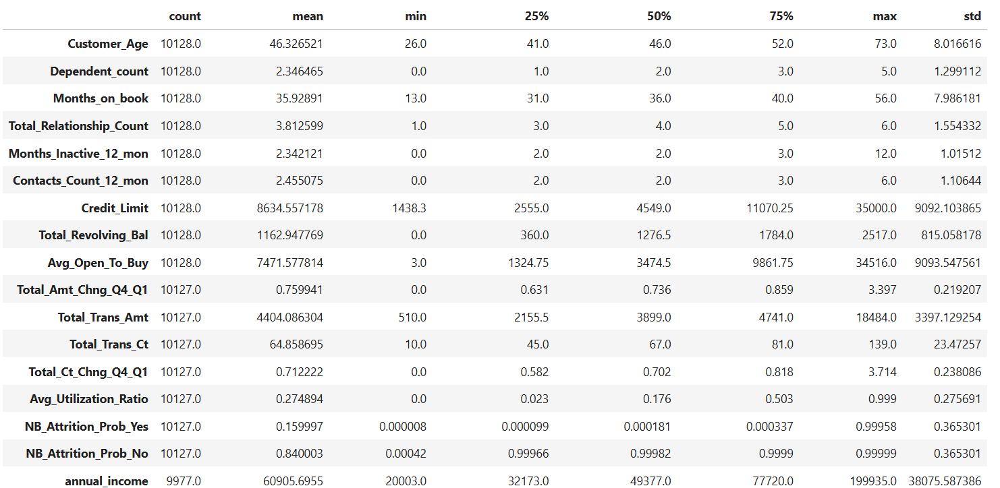 count mean min 25% 50% 75% max std
Customer_Age 10128.0 46.326521 26.0 41.0 46.0 52.0 73.0 8.016616
Dependent_count 10128.0 2.346465 0.0 1.0 2.0 3.0 5.0 1.299112
Months_on_book 10128.0 35.92891 13.0 31.0 36.0 40.0 56.0 7.986181
Total_Relationship_Count 10128.0 3.812599 1.0 3.0 4.0 5.0 6.0 1.554332
Months_Inactive_12_mon 10128.0 2.342121 0.0 2.0 2.0 3.0 12.0 1.01512
Contacts_Count_12_mon 10128.0 2.455075 0.0 2.0 2.0 3.0 6.0 1.10644
Credit_Limit 10128.0 8634.557178 1438.3 2555.0 4549.0 11070.25 35000.0 9092.103865
Total_Revolving_Bal 10128.0 1162.947769 0.0 360.0 1276.5 1784.0 2517.0 815.058178
Avg_Open_To_Buy 10128.0 7471.577814 3.0 1324.75 3474.5 9861.75 34516.0 9093.547561
Total_Amt_Chng_Q4_Q1 10127.0 0.759941 0.0 0.631 0.736 0.859 3.397 0.219207
Total_Trans_Amt 10127.0 4404.086304 510.0 2155.5 3899.0 4741.0 18484.0 3397.129254
Total_Trans_Ct 10127.0 64.858695 10.0 45.0 67.0 81.0 139.0 23.47257
Total_Ct_Chng_Q4_Q1 10127.0 0.712222 0.0 0.582 0.702 0.818 3.714 0.238086
Avg_Utilization_Ratio 10127.0 0.274894 0.0 0.023 0.176 0.503 0.999 0.275691
NB_Attrition_Prob_Yes 10127.0 0.159997 0.000008 0.000099 0.000181 0.000337 0.99958 0.365301
NB_Attrition_Prob_No 10127.0 0.840003 0.00042 0.99966 0.99982 0.9999 0.99999 0.365301
annual_income 9977.0 60905.6955 20003.0 32173.0 49377.0 77720.0 199935.0 38075.587386